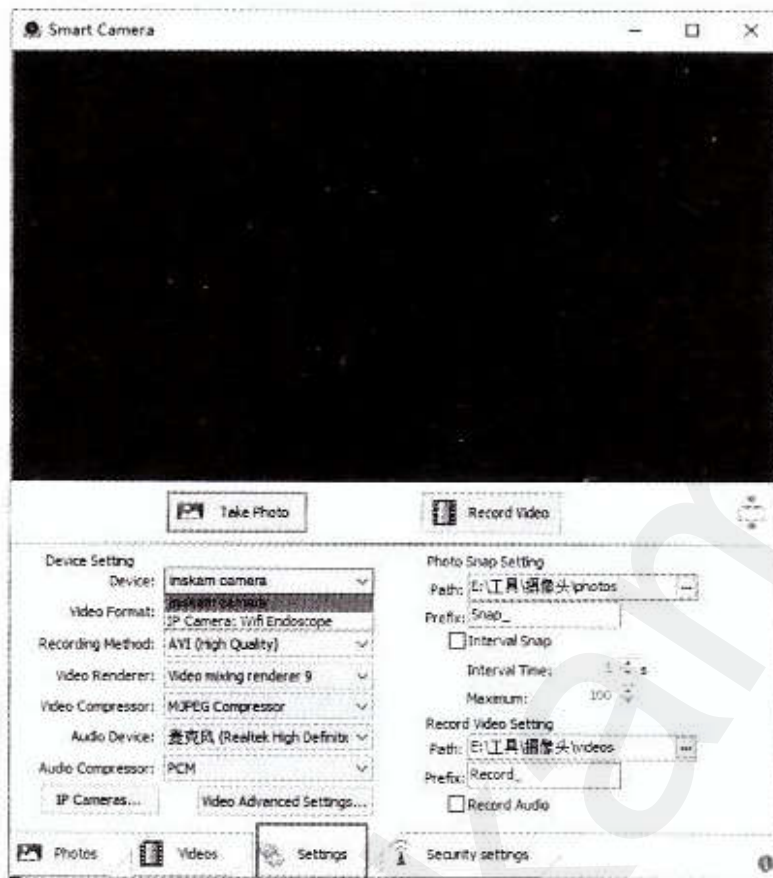 Smart Camera
Take Photo
Record Video
Device Setting
Device: inskam camera
inskam camera
IP Camera: Wifi Endoscope
Video Format:
Recording Method: AVI (High Quality)
Video Renderer: Video mixing renderer 9
Video Compressor: MJPEG Compressor
Audio Device: 麦克风 (Realtek High Definitic
Audio Compressor: PCM
IP Cameras...
Video Advanced Settings...
Photo Snap Setting
Path: E:\工具\摄像头\photos ...
Prefix: Snap_
Interval Snap
Interval Time: s
Maximum: 100
Record Video Setting
Path: E:\工具\摄像头\videos ...
Prefix: Record_
Record Audio
Photos
Videos
Settings
Security settings